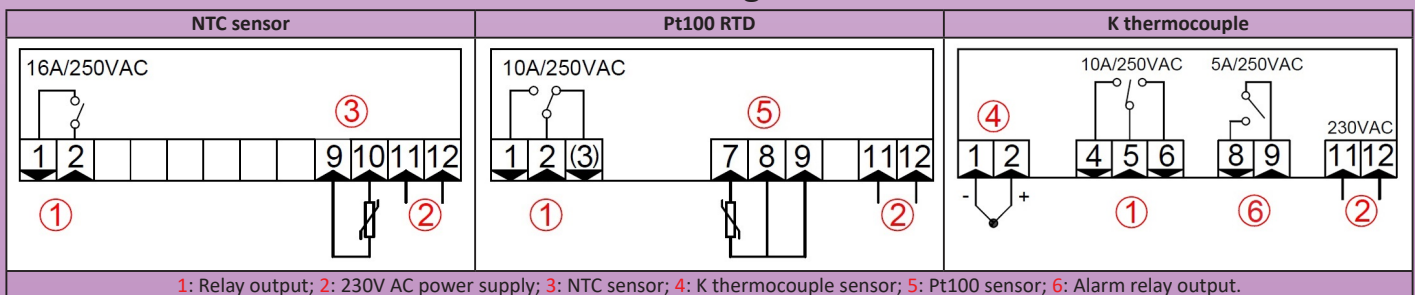 NTC sensor Pt100 RTD K thermocouple
16A/250VAC
③
1 2 9 10 11 12
① ②
10A/250VAC
⑤
1 2 (3) 7 8 9 11 12
① ②
10A/250VAC 5A/250VAC
④
230VAC
1 2 4 5 6 8 9 11 12
- +
① ⑥ ②
1: Relay output; 2: 230V AC power supply; 3: NTC sensor; 4: K thermocouple sensor; 5: Pt100 sensor; 6: Alarm relay output.